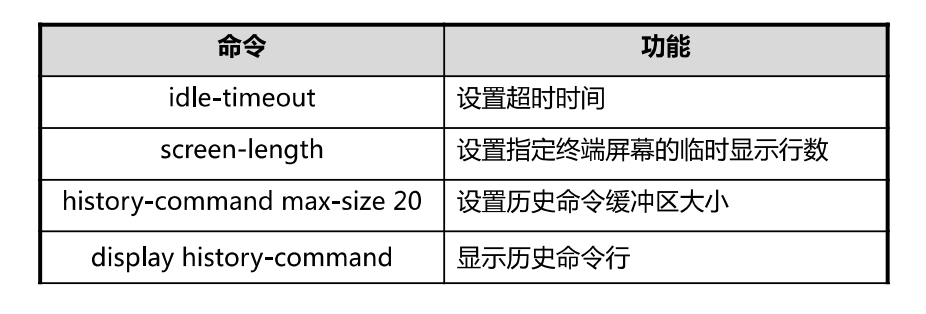 命令 功能
idle-timeout 设置超时时间
screen-length 设置指定终端屏幕的临时显示行数
history-command max-size 20 设置历史命令缓冲区大小
display history-command 显示历史命令行